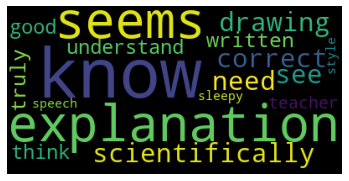 good seems drawing
understand written
truly know correct
need see style
speech sleepy teacher
explanation
think scientifically